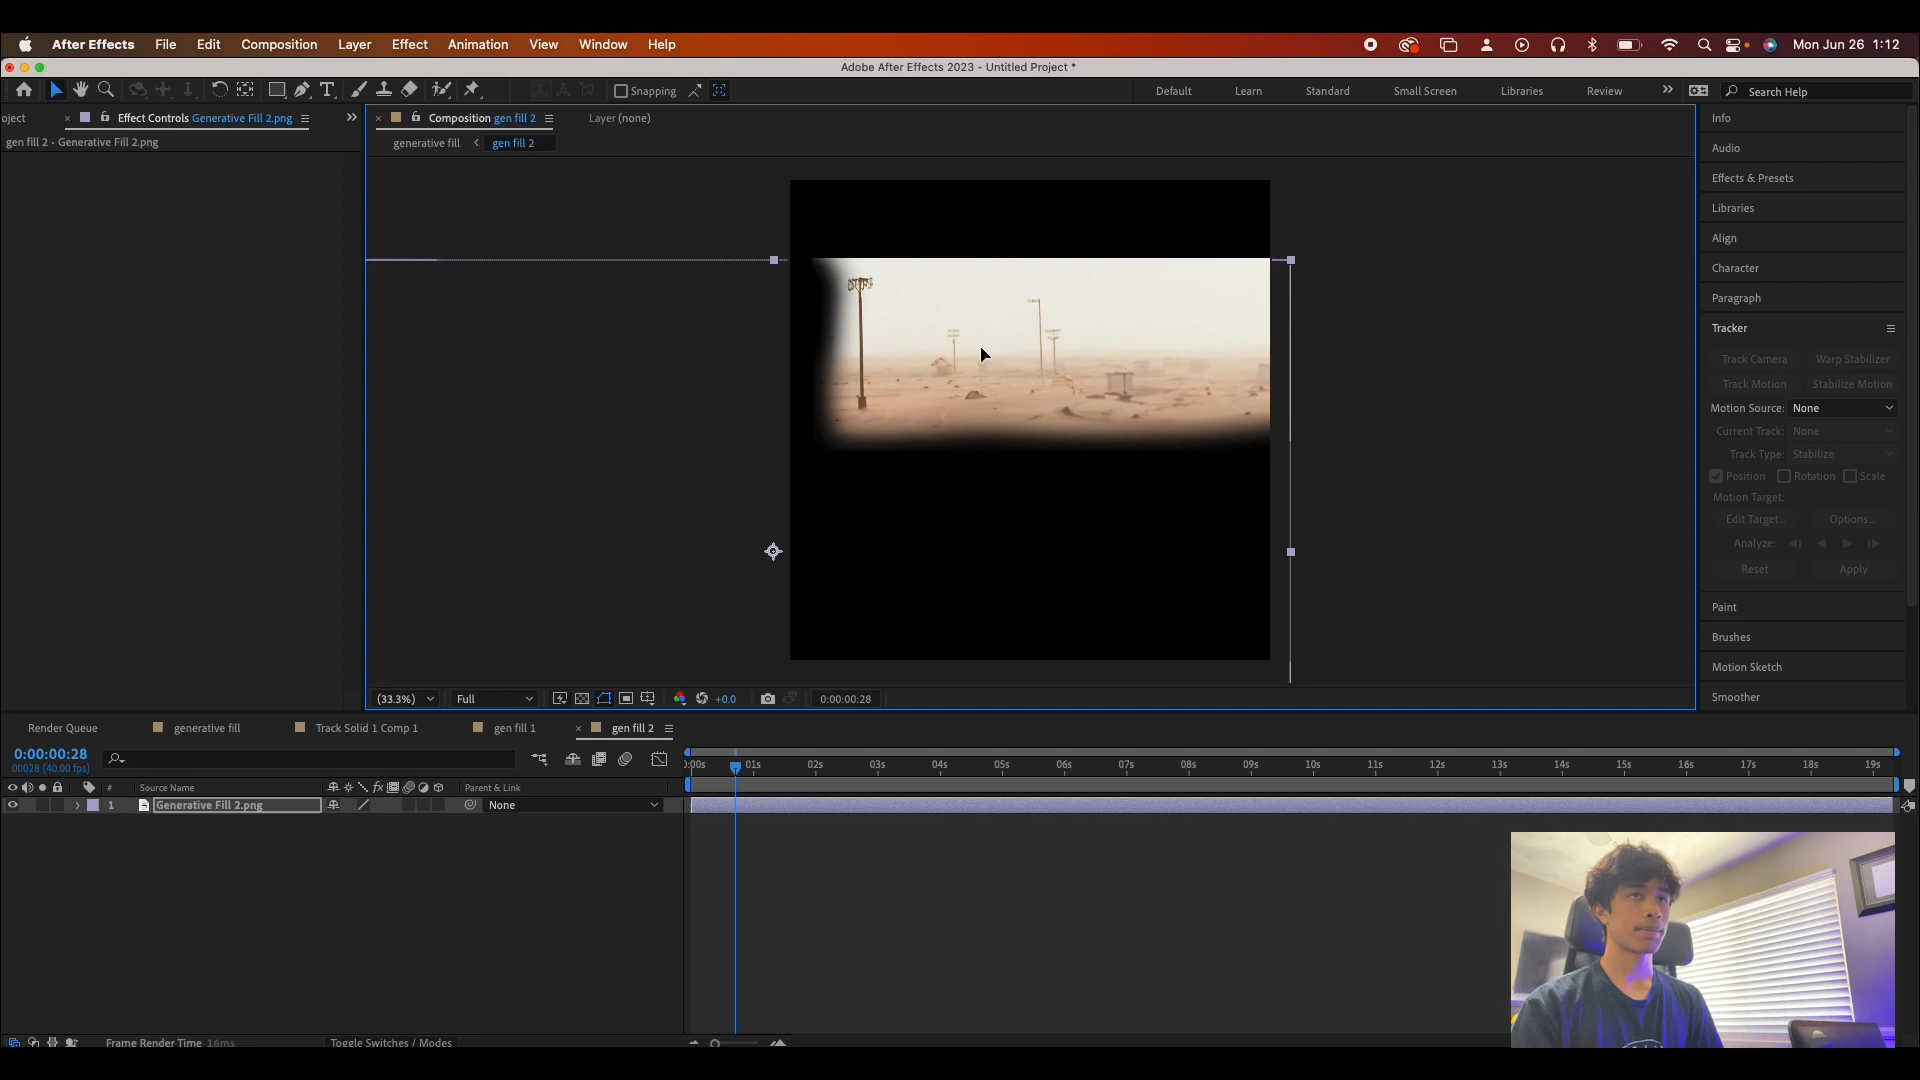 After Effects File Edit Composition Layer Effect Animation View Window Help Mon Jun 26 1:12
Adobe After Effects 2023 - Untitled Project *
Snapping Default Learn Standard Small Screen Libraries Review Search Help
oject Effect Controls Generative Fill 2.png Composition gen fill 2 Layer (none)
gen fill 2 • Generative Fill 2.png
generative fill < gen fill 2
Info
Audio
Effects & Presets
Libraries
Align
Character
Paragraph
Tracker
Track Camera Warp Stabilizer
Track Motion Stabilize Motion
Motion Source: None
Current Track: None
Track Type: Stabilize
Position Rotation Scale
Motion Target:
Edit Target... Options...
Analyze:
Reset Apply
Paint
Brushes
Motion Sketch
Smoother
(33.3%) Full +0.0 0:00:00:28
Render Queue generative fill Track Solid 1 Comp 1 gen fill 1 gen fill 2
0:00:00:28
00028 (40.00 fps)
):00s 01s 02s 03s 04s 05s 06s 07s 08s 09s 10s 11s 12s 13s 14s 15s 16s 17s 18s 19s
# Source Name fx Parent & Link
1 Generative Fill 2.png None
Frame Render Time 16ms Toggle Switches / Modes